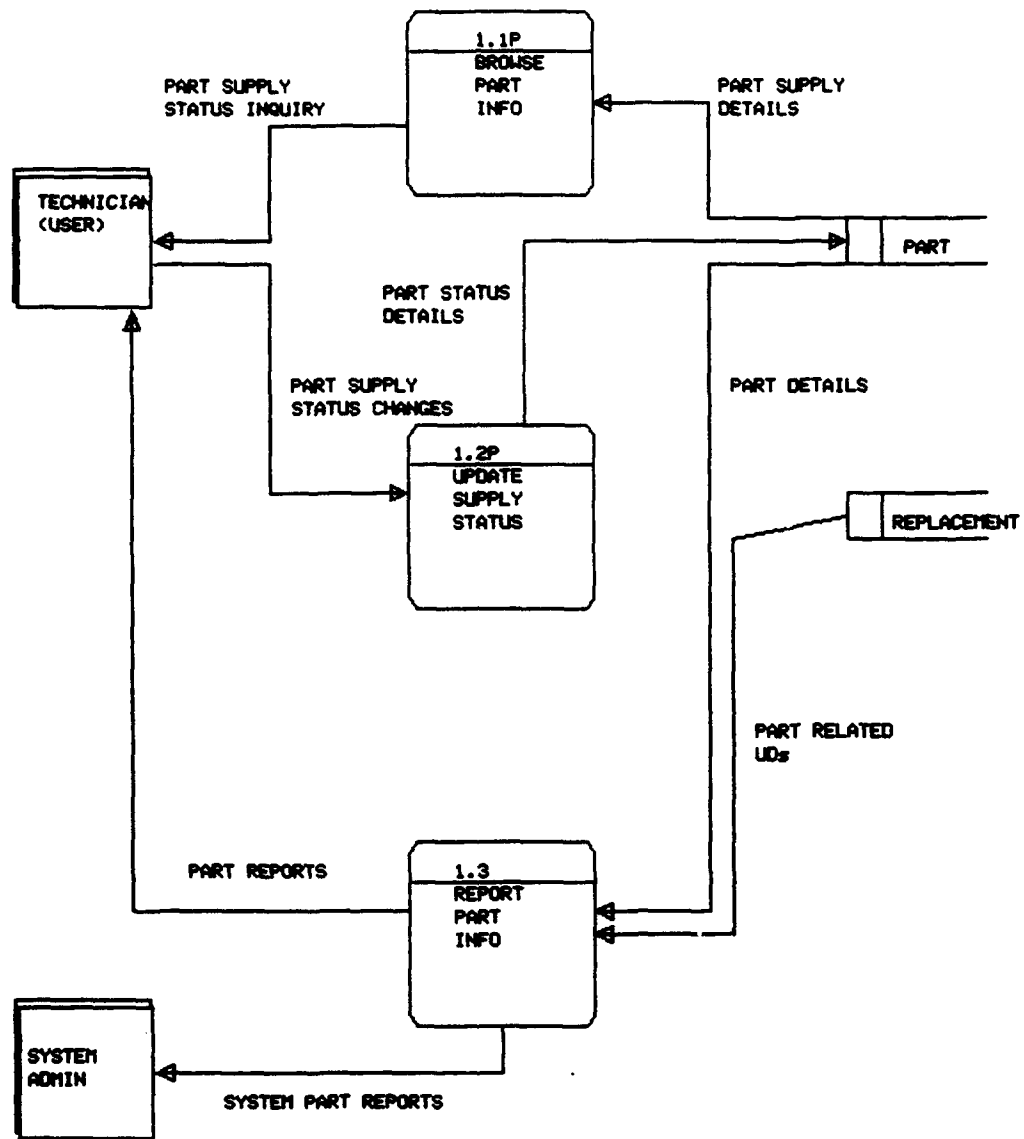 1.1P
BROWSE
PART
INFO
PART SUPPLY
STATUS INQUIRY
PART SUPPLY
DETAILS
TECHNICIAN
(USER)
PART
PART STATUS
DETAILS
PART SUPPLY
STATUS CHANGES
PART DETAILS
1.2P
UPDATE
SUPPLY
STATUS
REPLACEMENT
PART RELATED
UDs
PART REPORTS
1.3
REPORT
PART
INFO
SYSTEM
ADMIN
SYSTEM PART REPORTS